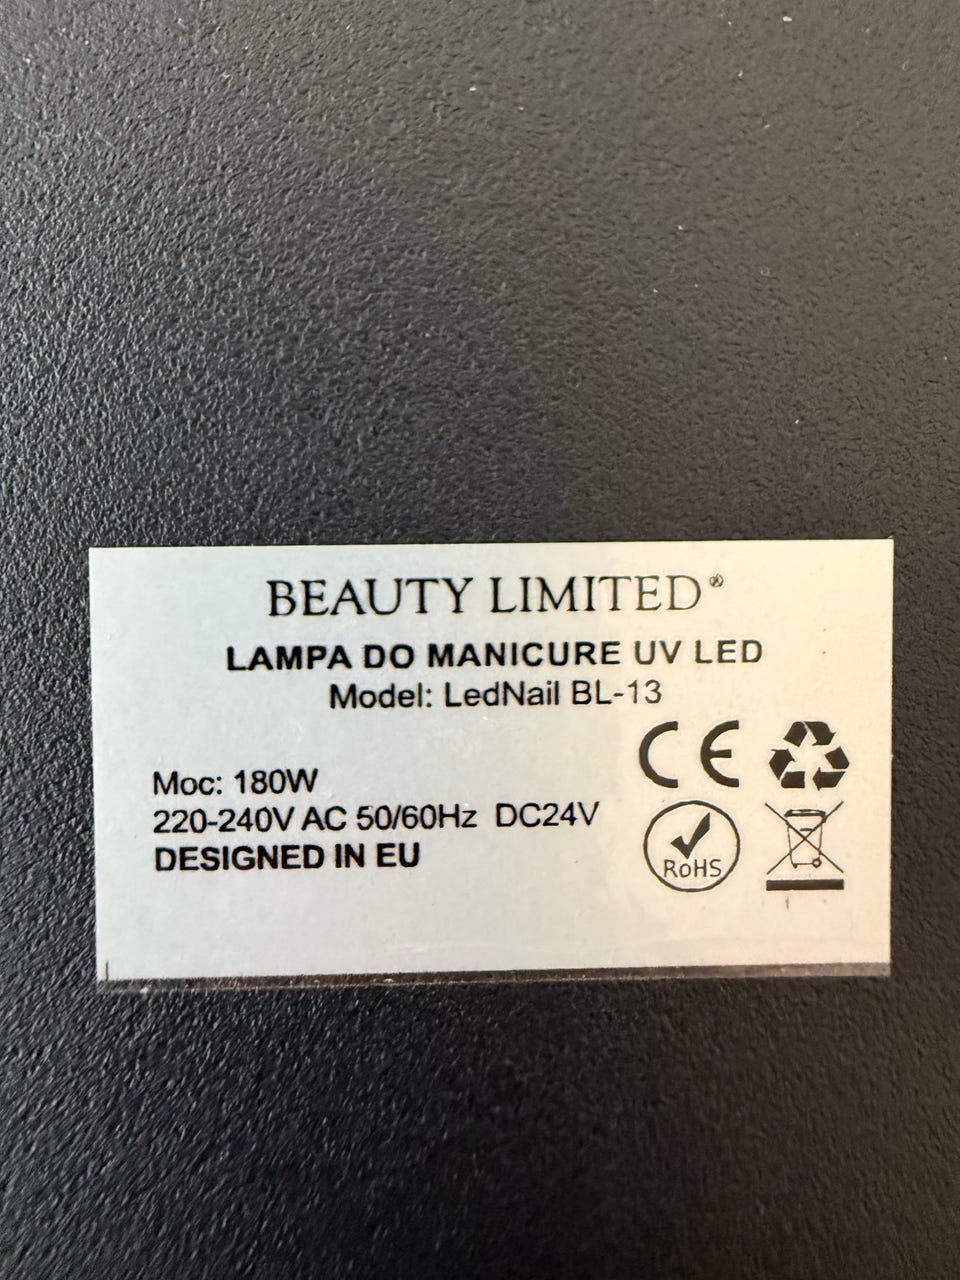 BEAUTY LIMITED®
LAMPA DO MANICURE UV LED
Model: LedNail BL-13
Moc: 180W
220-240V AC 50/60Hz DC24V
DESIGNED IN EU
CE
RoHS